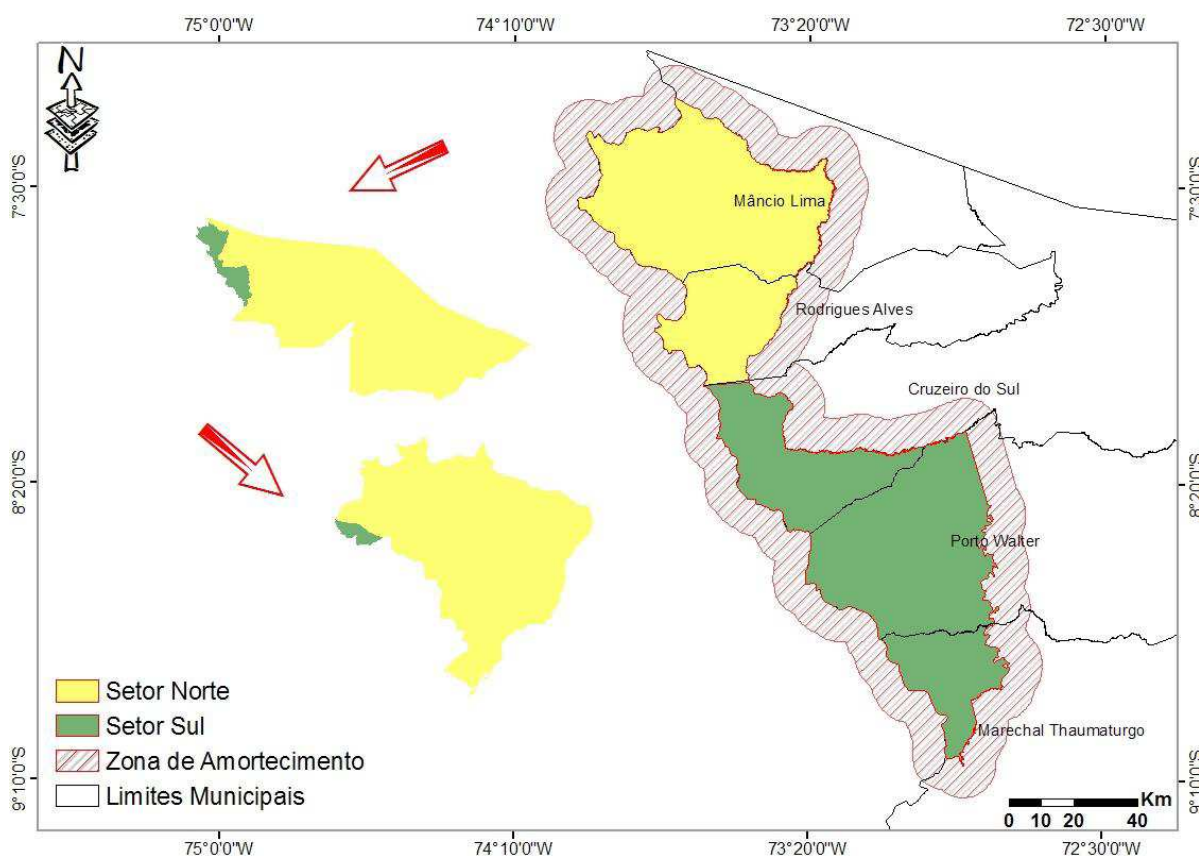 75°0'0"W 74°10'0"W 73°20'0"W 72°30'0"W
N
7°30'0"S 7°30'0"S
Mâncio Lima
Rodrigues Alves
Cruzeiro do Sul
8°20'0"S 8°20'0"S
Porto Walter
Setor Norte
Setor Sul
Marechal Thaumaturgo
Zona de Amortecimento
Limites Municipais
9°10'0"S 9°10'0"S
Km
0 10 20 40
75°0'0"W 74°10'0"W 73°20'0"W 72°30'0"W